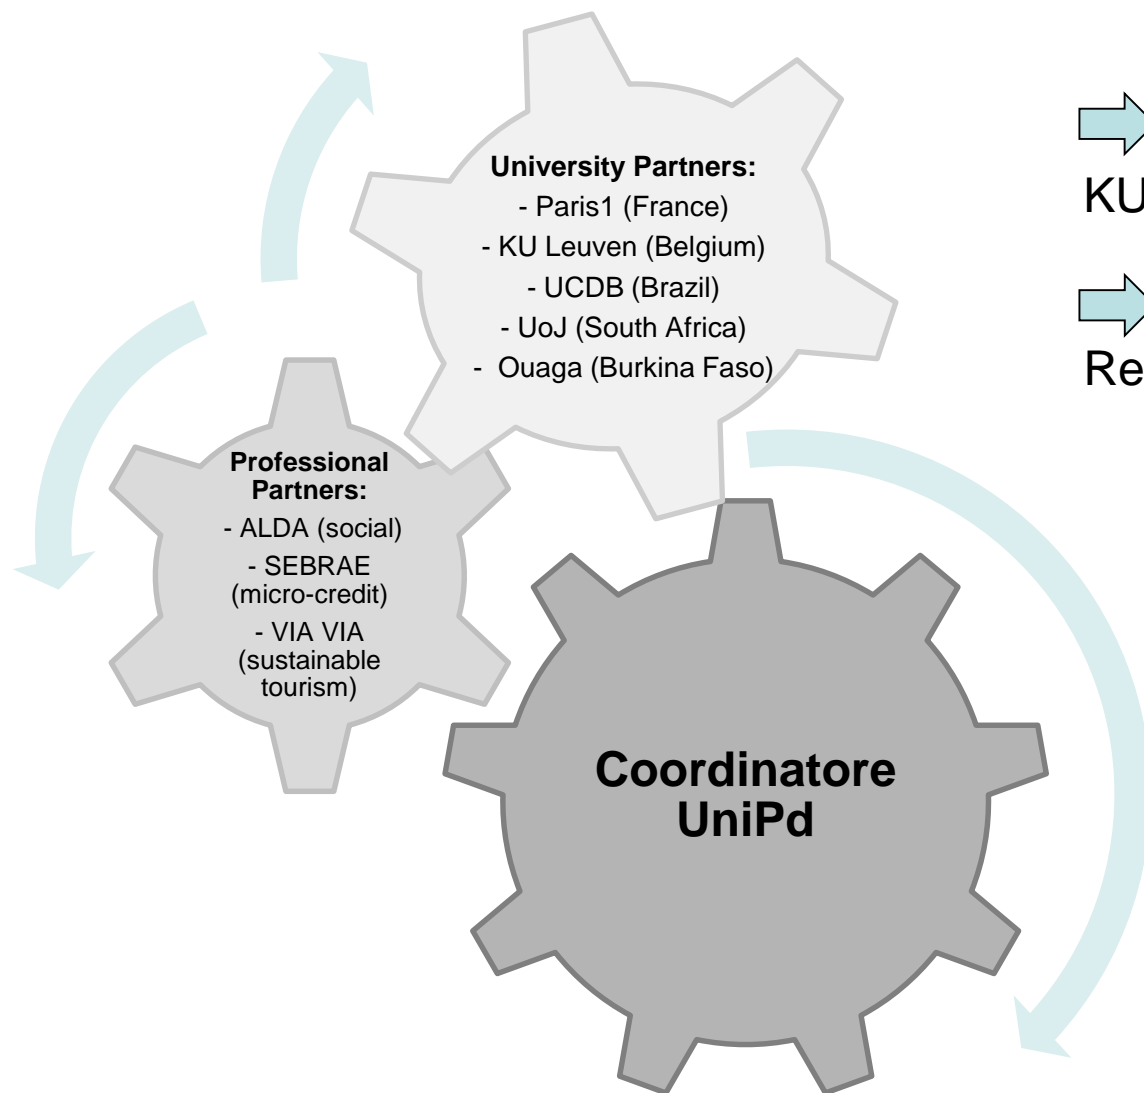 University Partners:
- Paris1 (France)
- KU Leuven (Belgium)
- UCDB (Brazil)
- UoJ (South Africa)
- Ouaga (Burkina Faso)
KU
Re
Professional
Partners:
- ALDA (social)
- SEBRAE
(micro-credit)
- VIA VIA
(sustainable
tourism)
Coordinatore
UniPd